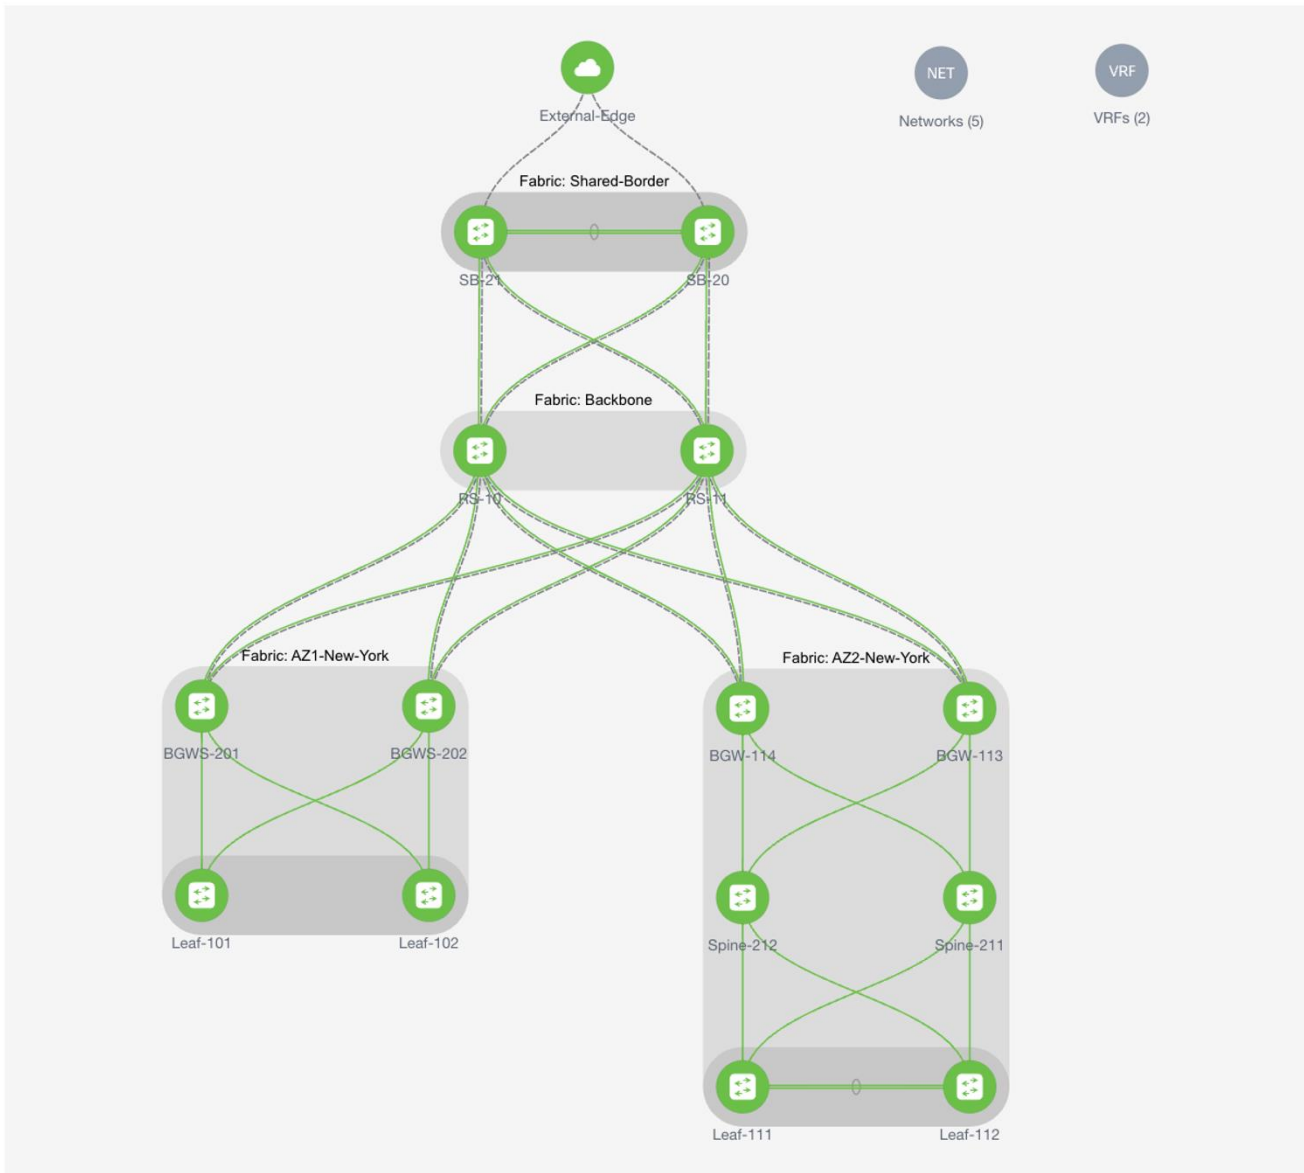 NET
VRF
External-Edge
Networks (5)
VRFs (2)
Fabric: Shared-Border
SB-21
SB-20
Fabric: Backbone
RS-10
RS-11
Fabric: AZ1-New-York
Fabric: AZ2-New-York
BGWS-201
BGWS-202
BGW-114
BGW-113
Leaf-101
Leaf-102
Spine-212
Spine-211
Leaf-111
Leaf-112